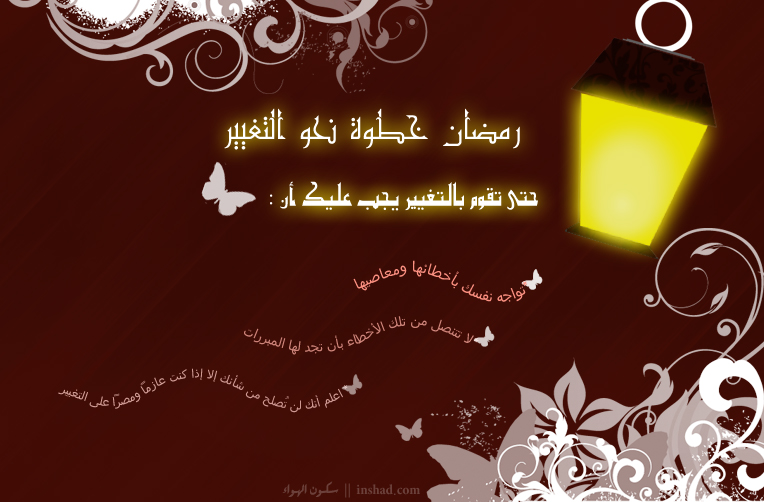 رمضان خطوة نحو التغيير
حتى تقوم بالتغيير يجب عليك أن :
تواجه نفسك بأخطائها ومعاصيها
لا تتنصل من تلك الأخطاء بأن تجد لها المبررات
اعلم أنك لن تُصلح من شأنك إلا إذا كنت عازمًا ومصرًا على التغيير
سكون الهواء || inshad.com